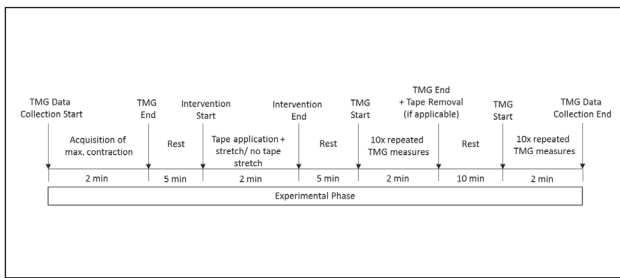 TMG Data
Collection Start
TMG
End
Intervention
Start
Intervention
End
TMG
Start
TMG End
+ Tape Removal
(if applicable)
TMG
Start
TMG Data
Collection End
Acquisition of
max. contraction
Rest
Tape application +
stretch/ no tape
stretch
Rest
10x repeated
TMG measures
Rest
10x repeated
TMG measures
2 min
5 min
2 min
5 min
2 min
10 min
2 min
Experimental Phase